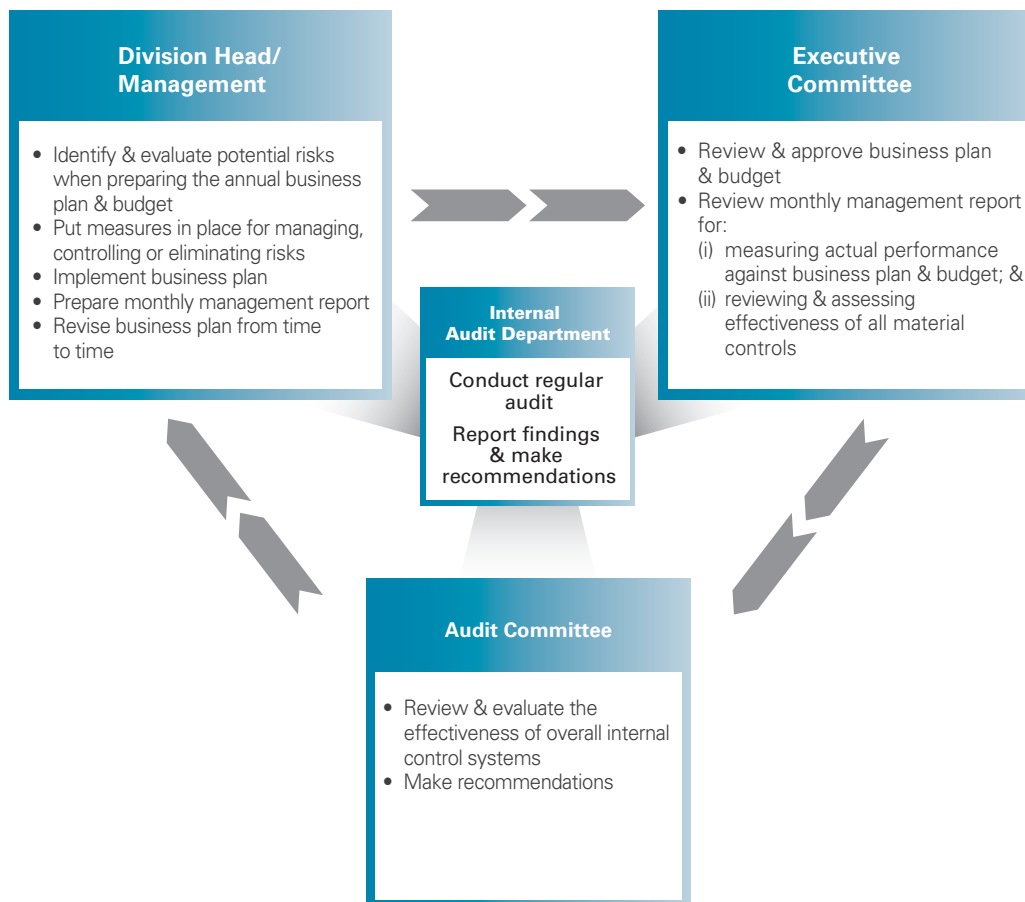 Division Head/
Management
• Identify & evaluate potential risks
when preparing the annual business
plan & budget
• Put measures in place for managing,
controlling or eliminating risks
• Implement business plan
• Prepare monthly management report
• Revise business plan from time
to time
Executive
Committee
• Review & approve business plan
& budget
• Review monthly management report
for:
(i) measuring actual performance
against business plan & budget; &
(ii) reviewing & assessing
effectiveness of all material
controls
Internal
Audit Department
Conduct regular
audit
Report findings
& make
recommendations
Audit Committee
• Review & evaluate the
effectiveness of overall internal
control systems
• Make recommendations